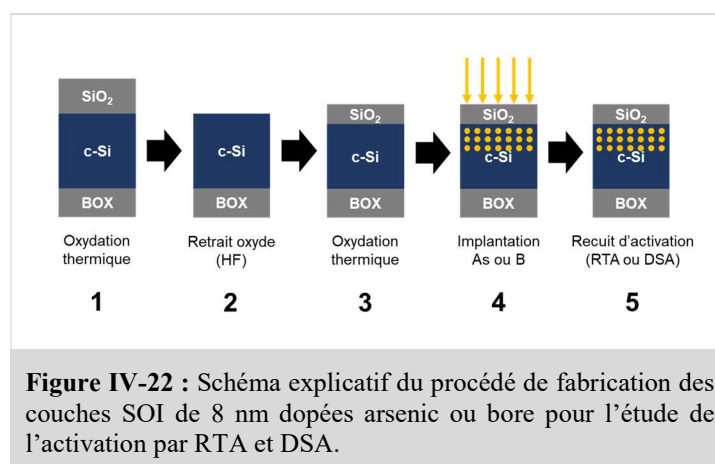 SiO2
c-Si
BOX
Oxydation
thermique
1
c-Si
BOX
Retrait oxyde
(HF)
2
SiO2
c-Si
BOX
Oxydation
thermique
3
SiO2
c-Si
BOX
Implantation
As ou B
4
SiO2
c-Si
BOX
Recuit d'activation
(RTA ou DSA)
5
Figure IV-22 : Schéma explicatif du procédé de fabrication des
couches SOI de 8 nm dopées arsenic ou bore pour l'étude de
l'activation par RTA et DSA.